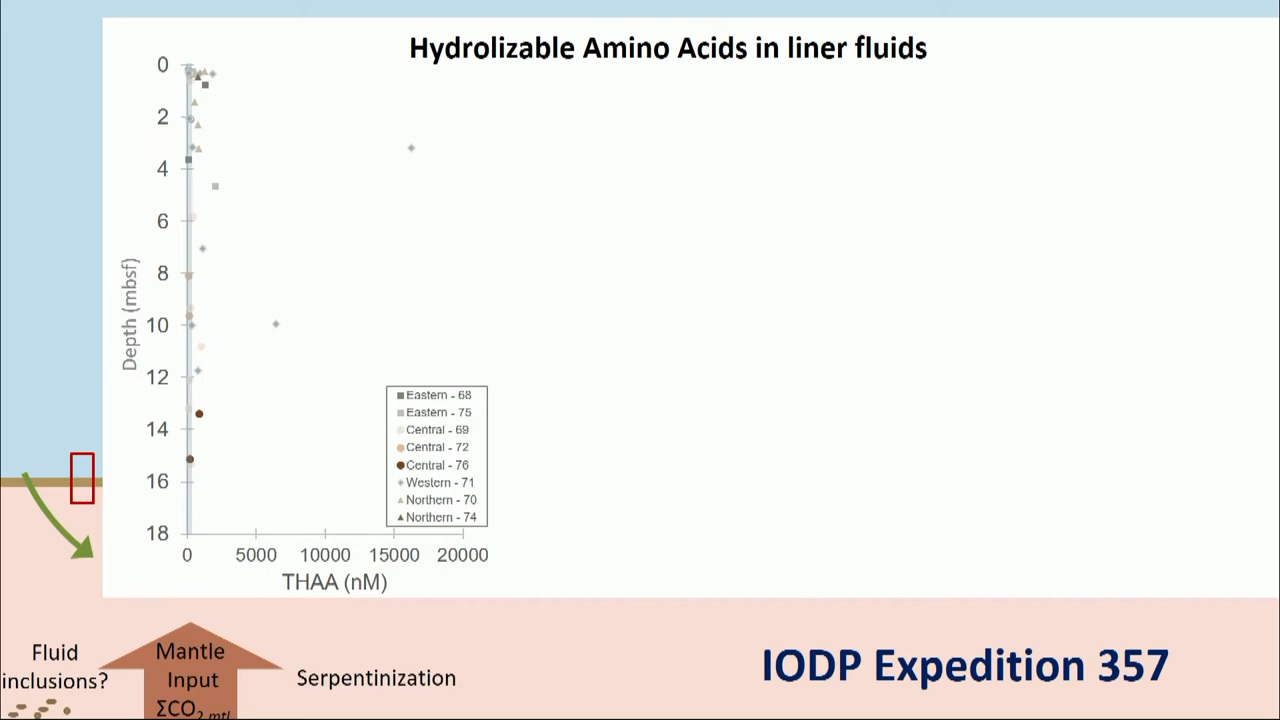 Hydrolizable Amino Acids in liner fluids
0
2
4
6
8
10
12
14
16
18
Depth (mbsf)
0 5000 10000 15000 20000
THAA (nM)
Eastern - 68
Eastern - 75
Central - 69
Central - 72
Central - 76
Western - 71
Northern - 70
Northern - 74
Fluid
inclusions?
Mantle
Input
ΣCO2 mtl
Serpentinization
IODP Expedition 357